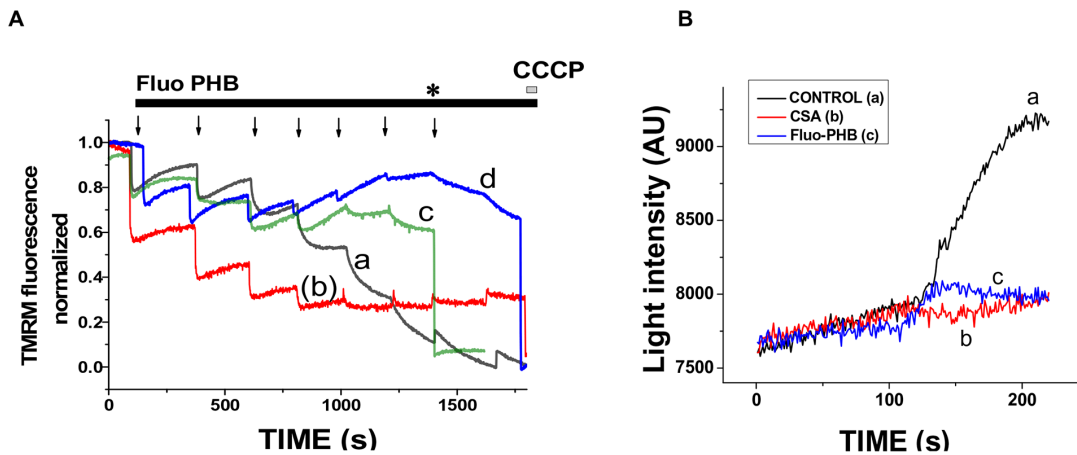 A
B
CCCP
Fluo PHB
*
1.0
0.8
0.6
0.4
0.2
0.0
TMRM fluorescence
normalized
d
c
a
(b)
0
500
1000
1500
TIME (s)
CONTROL (a)
CSA (b)
Fluo-PHB (c)
a
c
b
9000
8500
8000
7500
Light intensity (AU)
0
100
200
TIME (s)